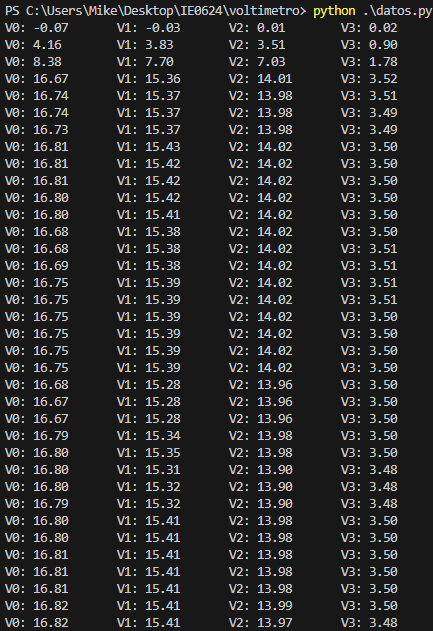 PS C:\Users\Mike\Desktop\IE0624\voltimetro> python .\datos.py
V0: -0.07 V1: -0.03 V2: 0.01 V3: 0.02
V0: 4.16 V1: 3.83 V2: 3.51 V3: 0.90
V0: 8.38 V1: 7.70 V2: 7.03 V3: 1.78
V0: 16.67 V1: 15.36 V2: 14.01 V3: 3.52
V0: 16.74 V1: 15.37 V2: 13.98 V3: 3.51
V0: 16.74 V1: 15.37 V2: 13.98 V3: 3.49
V0: 16.73 V1: 15.37 V2: 13.98 V3: 3.49
V0: 16.81 V1: 15.43 V2: 14.02 V3: 3.50
V0: 16.81 V1: 15.42 V2: 14.02 V3: 3.50
V0: 16.81 V1: 15.42 V2: 14.02 V3: 3.50
V0: 16.80 V1: 15.42 V2: 14.02 V3: 3.50
V0: 16.80 V1: 15.41 V2: 14.02 V3: 3.50
V0: 16.68 V1: 15.38 V2: 14.02 V3: 3.50
V0: 16.68 V1: 15.38 V2: 14.02 V3: 3.51
V0: 16.69 V1: 15.38 V2: 14.02 V3: 3.51
V0: 16.75 V1: 15.39 V2: 14.02 V3: 3.51
V0: 16.75 V1: 15.39 V2: 14.02 V3: 3.51
V0: 16.75 V1: 15.39 V2: 14.02 V3: 3.50
V0: 16.75 V1: 15.39 V2: 14.02 V3: 3.50
V0: 16.75 V1: 15.39 V2: 14.02 V3: 3.50
V0: 16.75 V1: 15.39 V2: 14.02 V3: 3.50
V0: 16.68 V1: 15.28 V2: 13.96 V3: 3.50
V0: 16.67 V1: 15.28 V2: 13.96 V3: 3.50
V0: 16.67 V1: 15.28 V2: 13.96 V3: 3.50
V0: 16.79 V1: 15.34 V2: 13.98 V3: 3.50
V0: 16.80 V1: 15.35 V2: 13.98 V3: 3.50
V0: 16.80 V1: 15.31 V2: 13.90 V3: 3.48
V0: 16.80 V1: 15.32 V2: 13.90 V3: 3.48
V0: 16.79 V1: 15.32 V2: 13.90 V3: 3.48
V0: 16.80 V1: 15.41 V2: 13.98 V3: 3.50
V0: 16.80 V1: 15.41 V2: 13.98 V3: 3.50
V0: 16.81 V1: 15.41 V2: 13.98 V3: 3.50
V0: 16.81 V1: 15.41 V2: 13.98 V3: 3.50
V0: 16.81 V1: 15.41 V2: 13.98 V3: 3.50
V0: 16.82 V1: 15.41 V2: 13.99 V3: 3.50
V0: 16.82 V1: 15.41 V2: 13.97 V3: 3.48